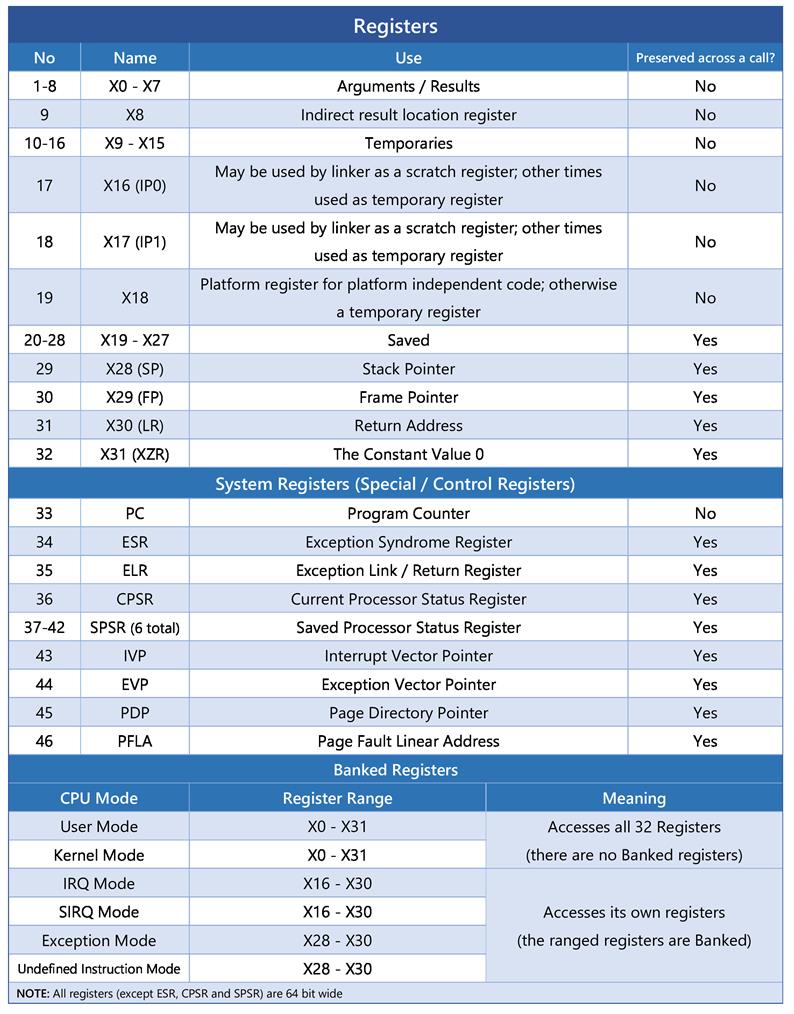 Registers
No Name Use Preserved across a call?
1-8 X0 - X7 Arguments / Results No
9 X8 Indirect result location register No
10-16 X9 - X15 Temporaries No
17 X16 (IP0) May be used by linker as a scratch register; other times
used as temporary register No
18 X17 (IP1) May be used by linker as a scratch register; other times
used as temporary register No
19 X18 Platform register for platform independent code; otherwise
a temporary register No
20-28 X19 - X27 Saved Yes
29 X28 (SP) Stack Pointer Yes
30 X29 (FP) Frame Pointer Yes
31 X30 (LR) Return Address Yes
32 X31 (XZR) The Constant Value 0 Yes
System Registers (Special / Control Registers)
33 PC Program Counter No
34 ESR Exception Syndrome Register Yes
35 ELR Exception Link / Return Register Yes
36 CPSR Current Processor Status Register Yes
37-42 SPSR (6 total) Saved Processor Status Register Yes
43 IVP Interrupt Vector Pointer Yes
44 EVP Exception Vector Pointer Yes
45 PDP Page Directory Pointer Yes
46 PFLA Page Fault Linear Address Yes
Banked Registers
CPU Mode Register Range Meaning
User Mode X0 - X31 Accesses all 32 Registers
Kernel Mode X0 - X31 (there are no Banked registers)
IRQ Mode X16 - X30
SIRQ Mode X16 - X30 Accesses its own registers
Exception Mode X28 - X30 (the ranged registers are Banked)
Undefined Instruction Mode X28 - X30
NOTE: All registers (except ESR, CPSR and SPSR) are 64 bit wide